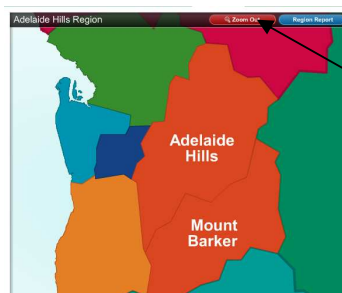 Adelaide Hills Region
Zoom Out
Region Report
Adelaide
Hills
Mount
Barker